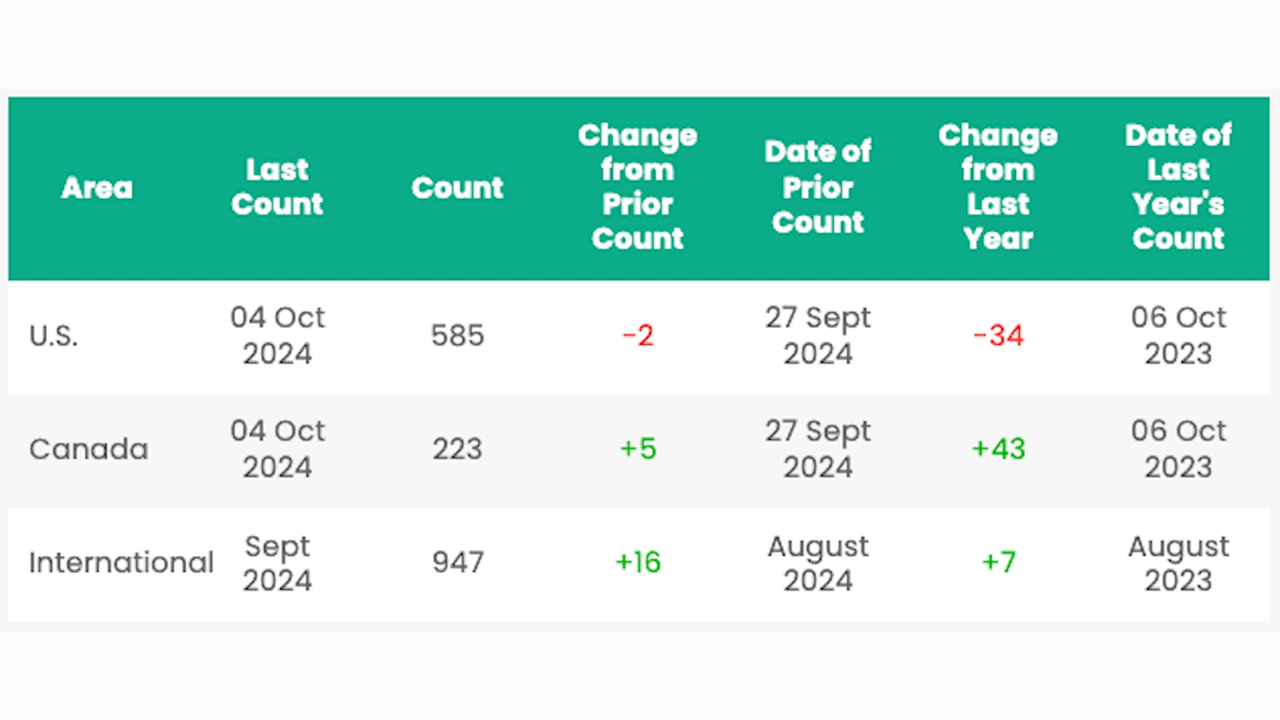 Area
Last
Count
Count
Change
from
Prior
Count
Date of
Prior
Count
Change
from
Last
Year
Date of
Last
Year's
Count
U.S.
04 Oct
2024
585
-2
27 Sept
2024
-34
06 Oct
2023
Canada
04 Oct
2024
223
+5
27 Sept
2024
+43
06 Oct
2023
International
Sept
2024
947
+16
August
2024
+7
August
2023